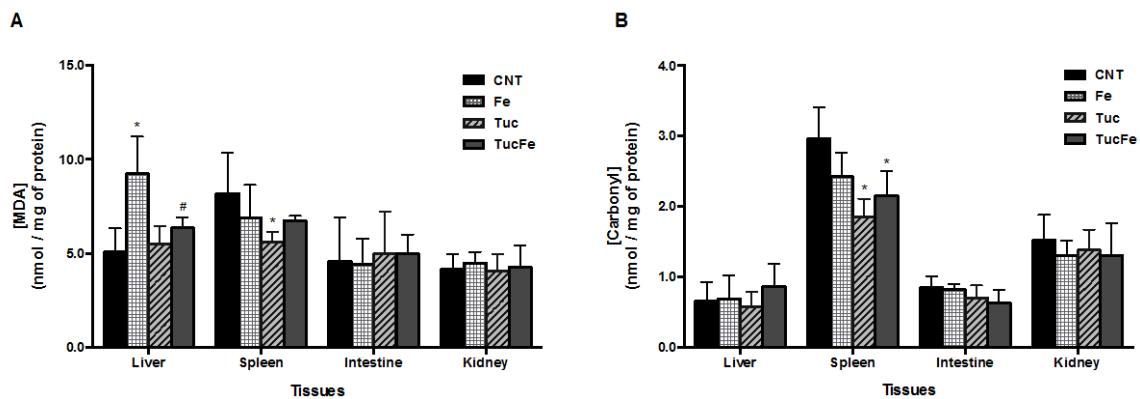 A
[MDA]
(nmol / mg of protein)
15.0
10.0
5.0
0.0
*
#
*
CNT
Fe
Tuc
TucFe
Liver Spleen Intestine Kidney
Tissues
B
[Carbonyl]
(nmol / mg of protein)
4.0
3.0
2.0
1.0
0.0
*
*
CNT
Fe
Tuc
TucFe
Liver Spleen Intestine Kidney
Tissues